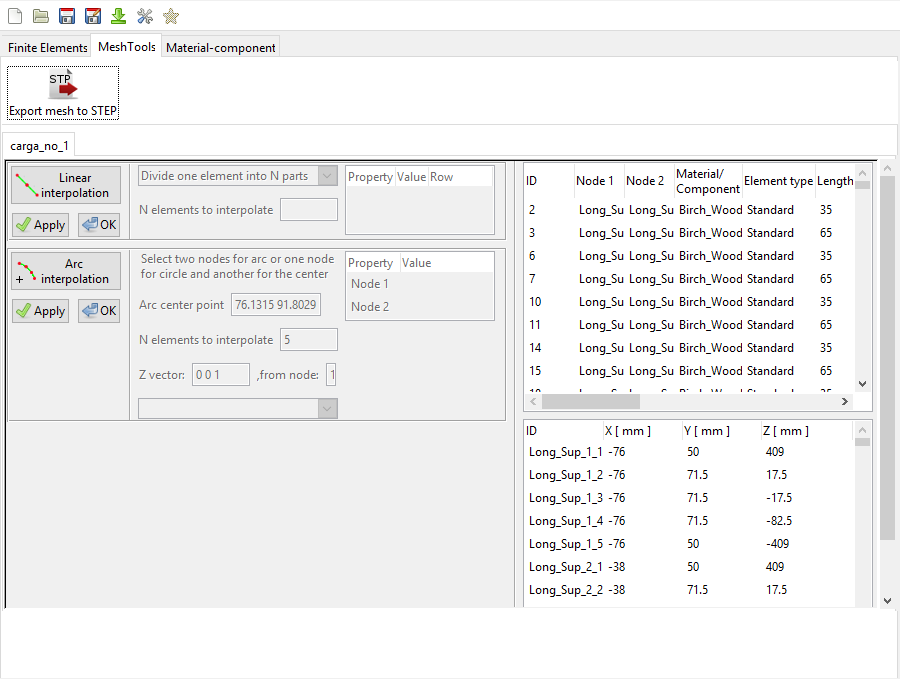 Finite Elements MeshTools Material-component
STP
Export mesh to STEP
carga_no_1
Linear
interpolation
Apply OK
Divide one element into N parts
N elements to interpolate
Property Value Row
Arc
interpolation
Apply OK
Select two nodes for arc or one node
for circle and another for the center
Arc center point 76.1315 91.8029
N elements to interpolate 5
Z vector: 0 0 1 ,from node: 1
Property Value
Node 1
Node 2
ID Node 1 Node 2 Material/
Component Element type Length
2 Long_Su Long_Su Birch_Wood Standard 35
3 Long_Su Long_Su Birch_Wood Standard 65
6 Long_Su Long_Su Birch_Wood Standard 35
7 Long_Su Long_Su Birch_Wood Standard 65
10 Long_Su Long_Su Birch_Wood Standard 35
11 Long_Su Long_Su Birch_Wood Standard 65
14 Long_Su Long_Su Birch_Wood Standard 35
15 Long_Su Long_Su Birch_Wood Standard 65
ID X [ mm ] Y [ mm ] Z [ mm ]
Long_Sup_1_1 -76 50 409
Long_Sup_1_2 -76 71.5 17.5
Long_Sup_1_3 -76 71.5 -17.5
Long_Sup_1_4 -76 71.5 -82.5
Long_Sup_1_5 -76 50 -409
Long_Sup_2_1 -38 50 409
Long_Sup_2_2 -38 71.5 17.5